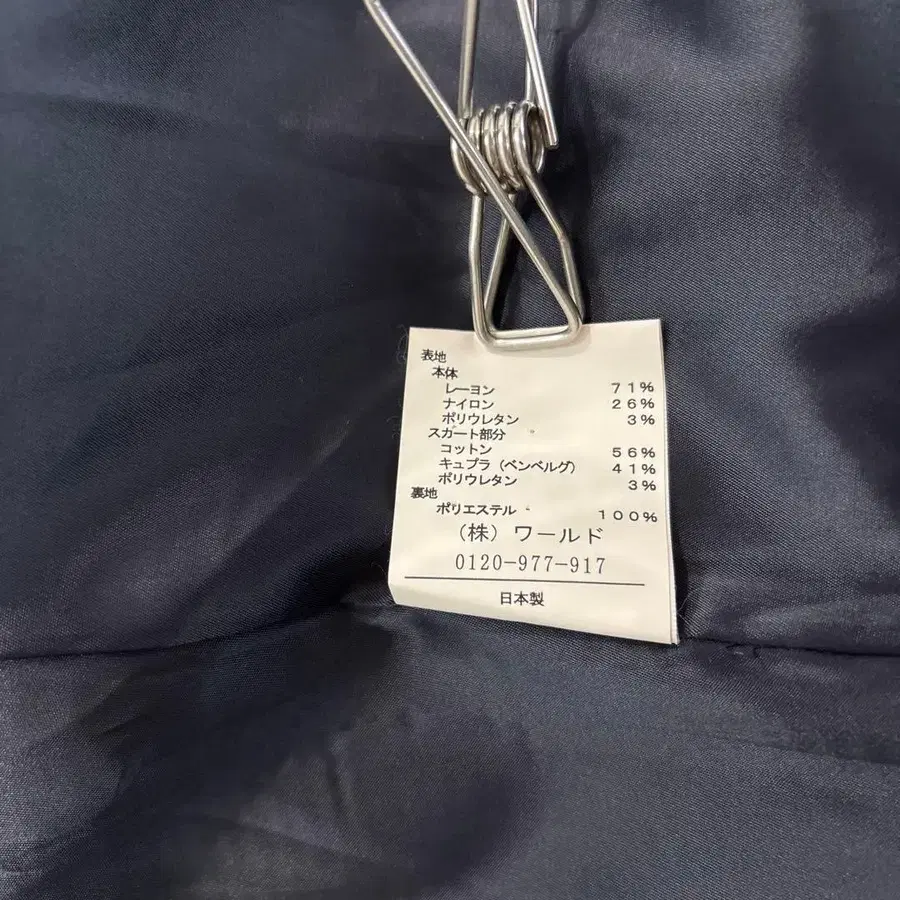 表地
本体
レーヨン 71%
ナイロン 26%
ポリウレタン 3%
スカート部分
コットン 56%
キュプラ（ベンベルグ） 41%
ポリウレタン 3%
裏地
ポリエステル 100%
（株）ワールド
0120-977-917
日本製